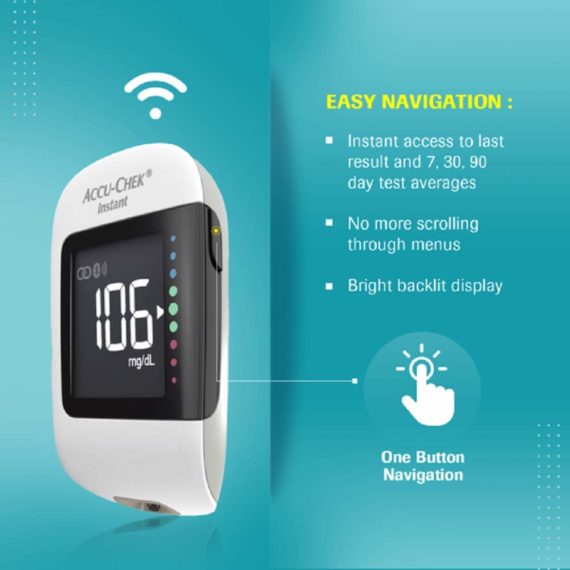 EASY NAVIGATION :
Instant access to last
result and 7, 30, 90
day test averages
No more scrolling
through menus
Bright backlit display
ACCU-CHEK®
Instant
106
mg/dL
One Button
Navigation